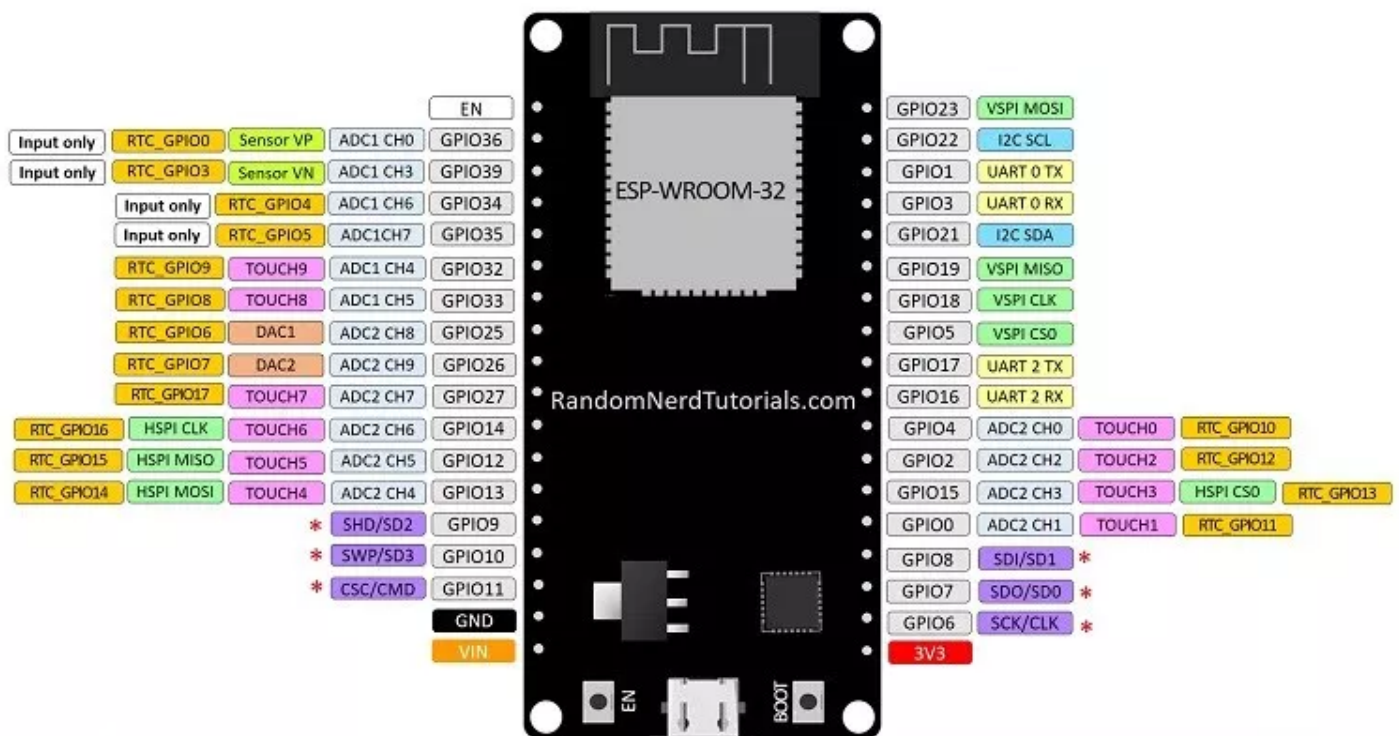 EN GPIO23 VSPI MOSI
Input only RTC_GPIO0 Sensor VP ADC1 CH0 GPIO36 GPIO22 I2C SCL
Input only RTC_GPIO3 Sensor VN ADC1 CH3 GPIO39 GPIO1 UART 0 TX
Input only RTC_GPIO4 ADC1 CH6 GPIO34 ESP-WROOM-32 GPIO3 UART 0 RX
Input only RTC_GPIO5 ADC1CH7 GPIO35 GPIO21 I2C SDA
RTC_GPIO9 TOUCH9 ADC1 CH4 GPIO32 GPIO19 VSPI MISO
RTC_GPIO8 TOUCH8 ADC1 CH5 GPIO33 GPIO18 VSPI CLK
RTC_GPIO6 DAC1 ADC2 CH8 GPIO25 GPIO5 VSPI CS0
RTC_GPIO7 DAC2 ADC2 CH9 GPIO26 GPIO17 UART 2 TX
RTC_GPIO17 TOUCH7 ADC2 CH7 GPIO27 RandomNerdTutorials.com GPIO16 UART 2 RX
RTC_GPIO16 HSPI CLK TOUCH6 ADC2 CH6 GPIO14 GPIO4 ADC2 CH0 TOUCH0 RTC_GPIO10
RTC_GPIO15 HSPI MISO TOUCH5 ADC2 CH5 GPIO12 GPIO2 ADC2 CH2 TOUCH2 RTC_GPIO12
RTC_GPIO14 HSPI MOSI TOUCH4 ADC2 CH4 GPIO13 GPIO15 ADC2 CH3 TOUCH3 HSPI CS0 RTC_GPIO13
* SHD/SD2 GPIO9 GPIO0 ADC2 CH1 TOUCH1 RTC_GPIO11
* SWP/SD3 GPIO10 GPIO8 SDI/SD1 *
* CSC/CMD GPIO11 GPIO7 SDO/SD0 *
GND GPIO6 SCK/CLK *
VIN 3V3
EN BOOT